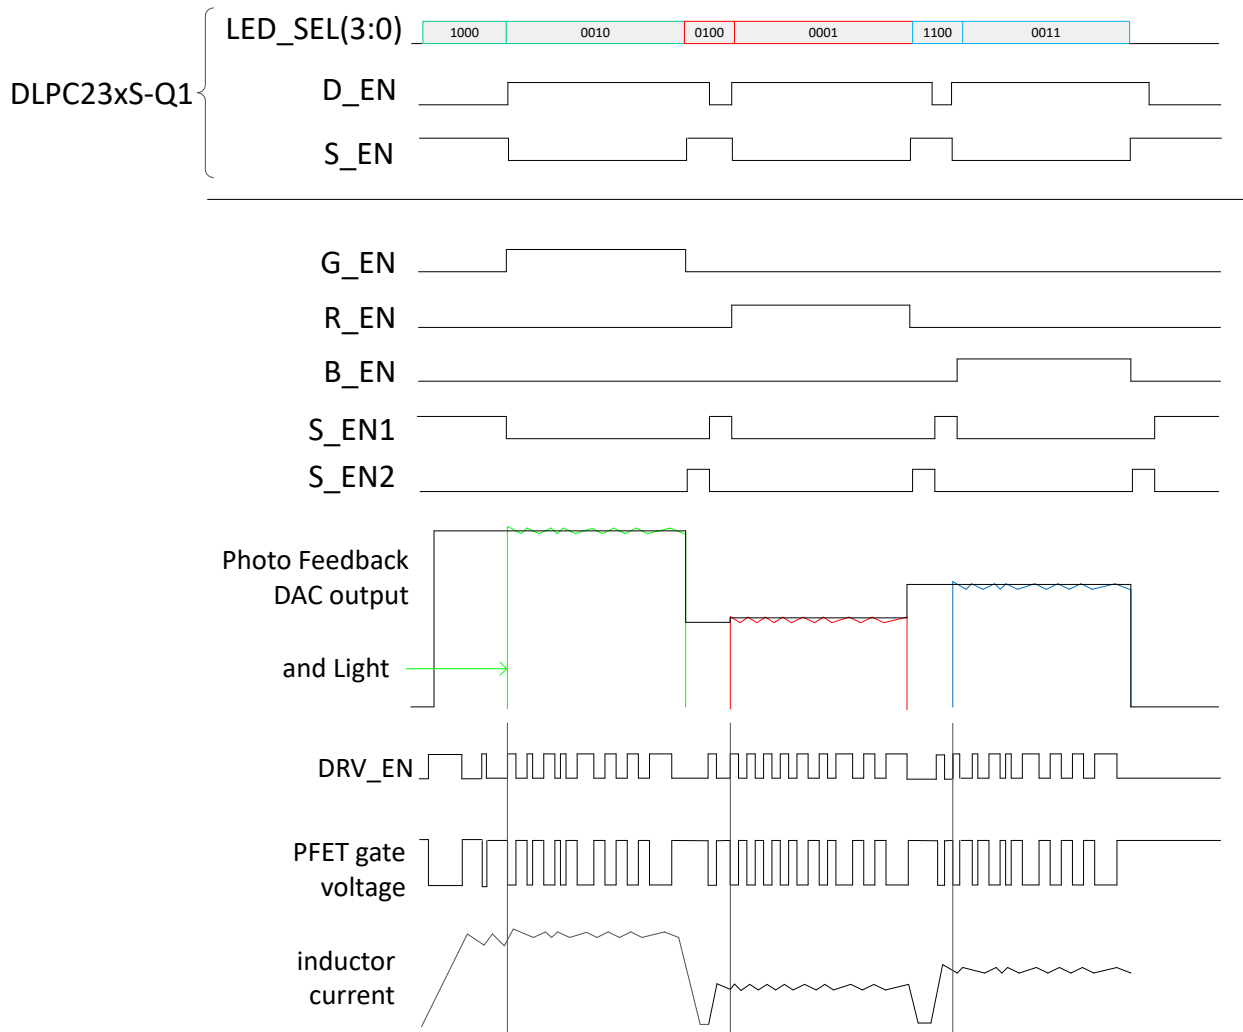 LED_SEL(3:0)
1000 0010 0100 0001 1100 0011
DLPC23xS-Q1
D_EN
S_EN
G_EN
R_EN
B_EN
S_EN1
S_EN2
Photo Feedback
DAC output
and Light
DRV_EN
PFET gate
voltage
inductor
current